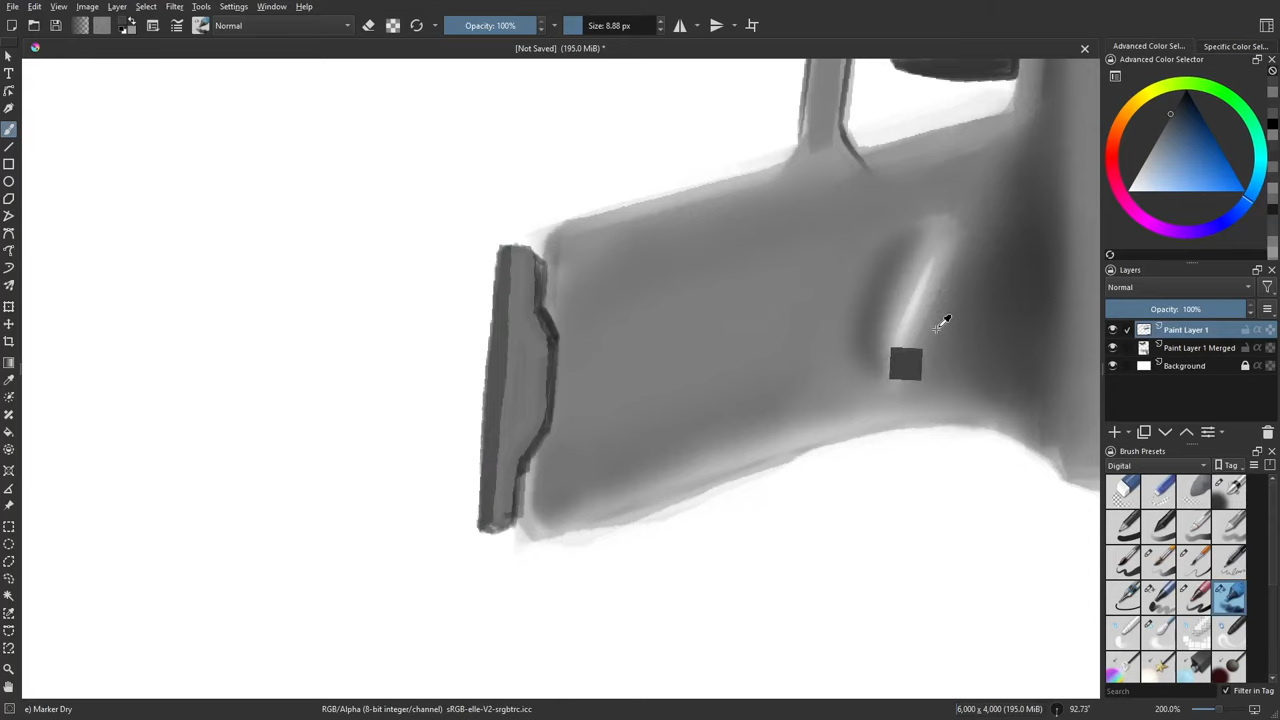 File Edit View Image Layer Select Filter Tools Settings Window Help
Normal Opacity: 100% Size: 8.88 px
[Not Saved] (195.0 MiB) *
Advanced Color Sel... Specific Color Sel...
Advanced Color Selector
Layers
Normal
Opacity: 100%
Paint Layer 1
Paint Layer 1 Merged
Background
Brush Presets
Digital Tag
Search Filter in Tag
e) Marker Dry RGB/Alpha (8-bit integer/channel) sRGB-elle-V2-srgbtrc.icc 6,000 x 4,000 (195.0 MiB) 92.73° 200.0%